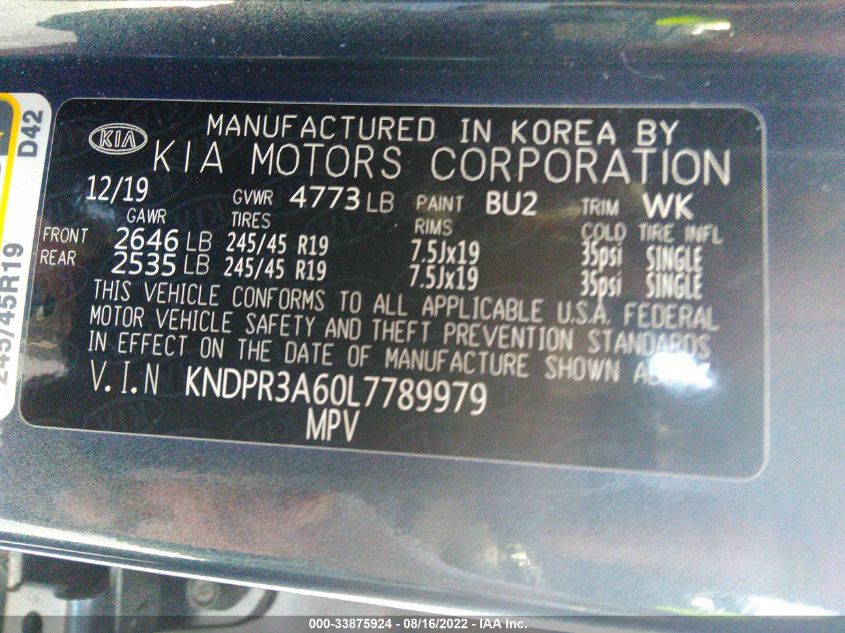 D42
245/45R19
KIA
MANUFACTURED IN KOREA BY
KIA MOTORS CORPORATION
12/19 GVWR 4773 LB PAINT BU2 TRIM WK
GAWR TIRES RIMS COLD TIRE INFL
FRONT 2646 LB 245/45 R19 7.5Jx19 35psi SINGLE
REAR 2535 LB 245/45 R19 7.5Jx19 35psi SINGLE
THIS VEHICLE CONFORMS TO ALL APPLICABLE U.S.A. FEDERAL
MOTOR VEHICLE SAFETY AND THEFT PREVENTION STANDARDS
IN EFFECT ON THE DATE OF MANUFACTURE SHOWN
V.I.N KNDPR3A60L7789979
MPV
000-33875924 - 08/16/2022 - IAA Inc.